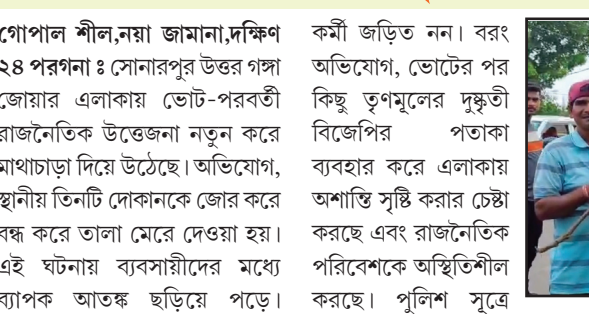 গোপাল শীল,নয়া জামানা,দক্ষিণ
২৪ পরগনা ঃ সোনারপুর উত্তর গঙ্গা
জোয়ার এলাকায় ভোট-পরবর্তী
রাজনৈতিক উত্তেজনা নতুন করে
মাথাচাড়া দিয়ে উঠেছে। অভিযোগ,
স্থানীয় তিনটি দোকানকে জোর করে
বন্ধ করে তালা মেরে দেওয়া হয়।
এই ঘটনায় ব্যবসায়ীদের মধ্যে
ব্যাপক আতঙ্ক ছড়িয়ে পড়ে।
কর্মী জড়িত নন। বরং
অভিযোগ, ভোটের পর
কিছু তৃণমূলের দুষ্কৃতী
বিজেপির পতাকা
ব্যবহার করে এলাকায়
অশান্তি সৃষ্টি করার চেষ্টা
করছে এবং রাজনৈতিক
পরিবেশকে অস্থিতিশীল
করছে। পুলিশ সূত্রে